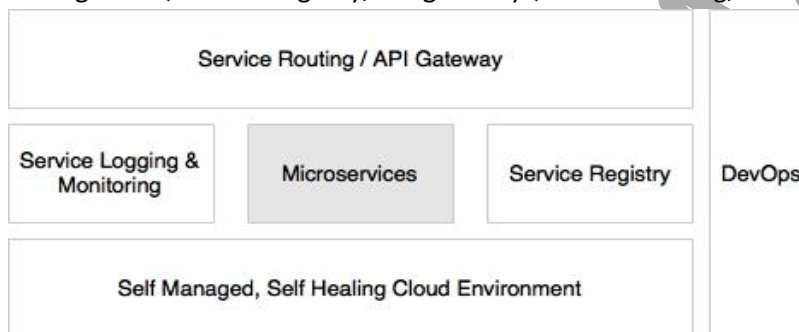 Service Routing / API Gateway
Service Logging &
Monitoring
Microservices
Service Registry
DevOps
Self Managed, Self Healing Cloud Environment